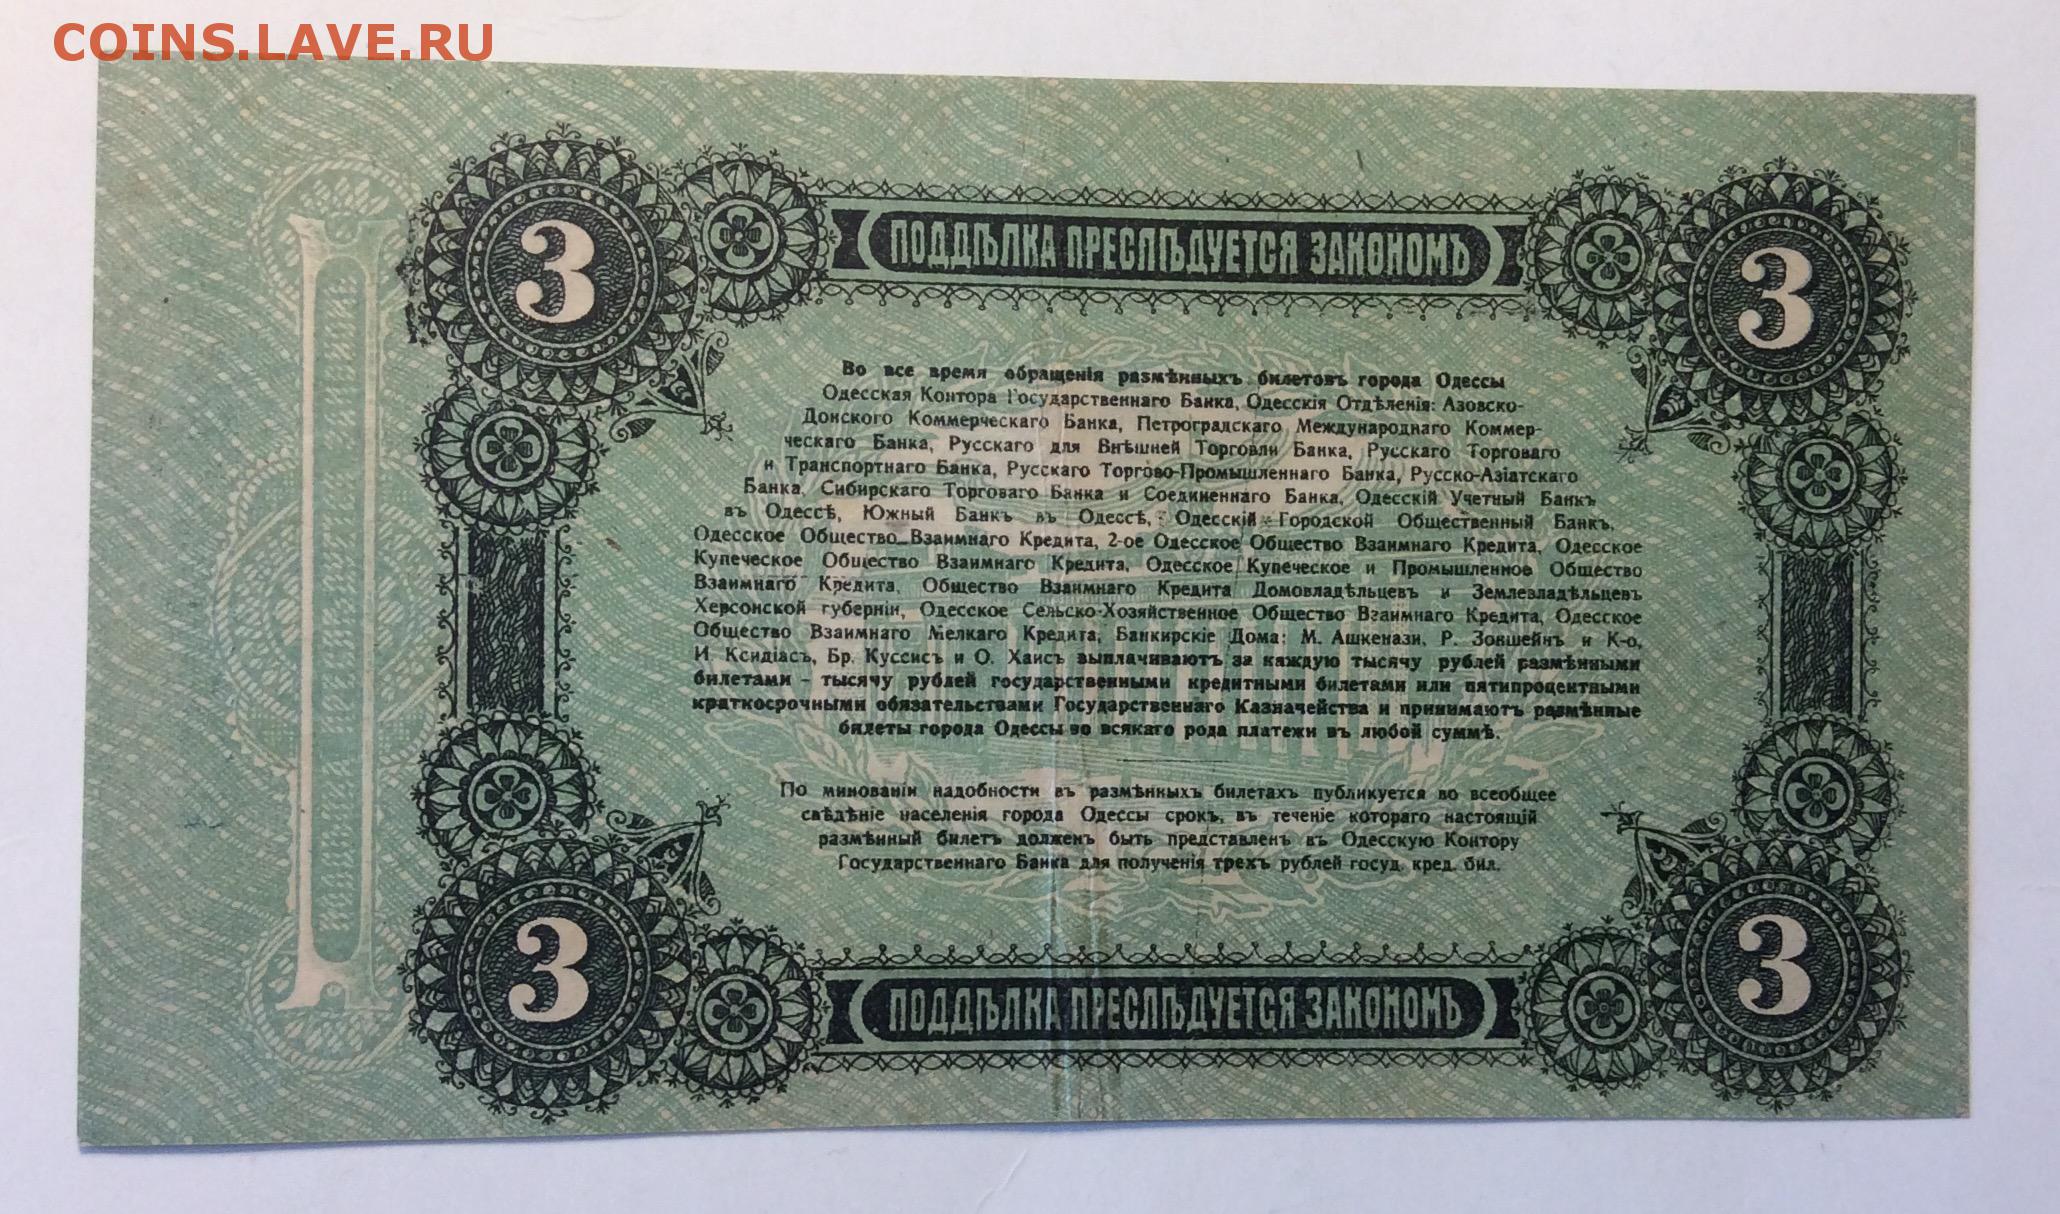 COINS.LAVE.RU
3
ПОДДѢЛКА ПРЕСЛѢДУЕТСЯ ЗАКОНОМЪ
3
Во все время обращенія размѣнныхъ билетовъ города Одессы
Одесская Контора Государственнаго Банка, Одесскія Отдѣленія: Азовско-
Донского Коммерческаго Банка, Петроградскаго Международнаго Коммер-
ческаго Банка, Русскаго для Внѣшней Торговли Банка, Русскаго Торговаго
и Транспортнаго Банка, Русскаго Торгово-Промышленнаго Банка, Русско-Азіатскаго
Банка, Сибирскаго Торговаго Банка и Соединеннаго Банка, Одесскій Учетный Банкъ
въ Одессѣ, Южный Банкъ въ Одессѣ, Одесскій Городской Общественный Банкъ,
Одесское Общество Взаимнаго Кредита, 2-ое Одесское Общество Взаимнаго Кредита, Одесское
Купеческое Общество Взаимнаго Кредита, Одесское Купеческое и Промышленное Общество
Взаимнаго Кредита, Общество Взаимнаго Кредита Домовладѣльцевъ и Землевладѣльцевъ
Херсонской губерніи, Одесское Сельско-Хозяйственное Общество Взаимнаго Кредита, Одесское
Общество Взаимнаго Мелкаго Кредита, Банкирскіе Дома: М. Ашкенази, Р. Зонщейнъ и К-о,
И. Ксидіасъ, Бр. Куссисъ и О. Хаисъ выплачиваютъ за каждую тысячу рублей размѣнными
билетами – тысячу рублей государственными кредитными билетами или пятипроцентными
краткосрочными обязательствами Государственнаго Казначейства и принимаютъ размѣнные
билеты города Одессы во всякаго рода платежи въ любой суммѣ.
По минованіи надобности въ размѣнныхъ билетахъ публикуется во всеобщее
свѣдѣніе населенія города Одессы срокъ, въ теченіе котораго настоящій
размѣнный билетъ долженъ быть представленъ въ Одесскую Контору
Государственнаго Банка для полученія трехъ рублей госуд. кред. бил.
3
ПОДДѢЛКА ПРЕСЛѢДУЕТСЯ ЗАКОНОМЪ
3